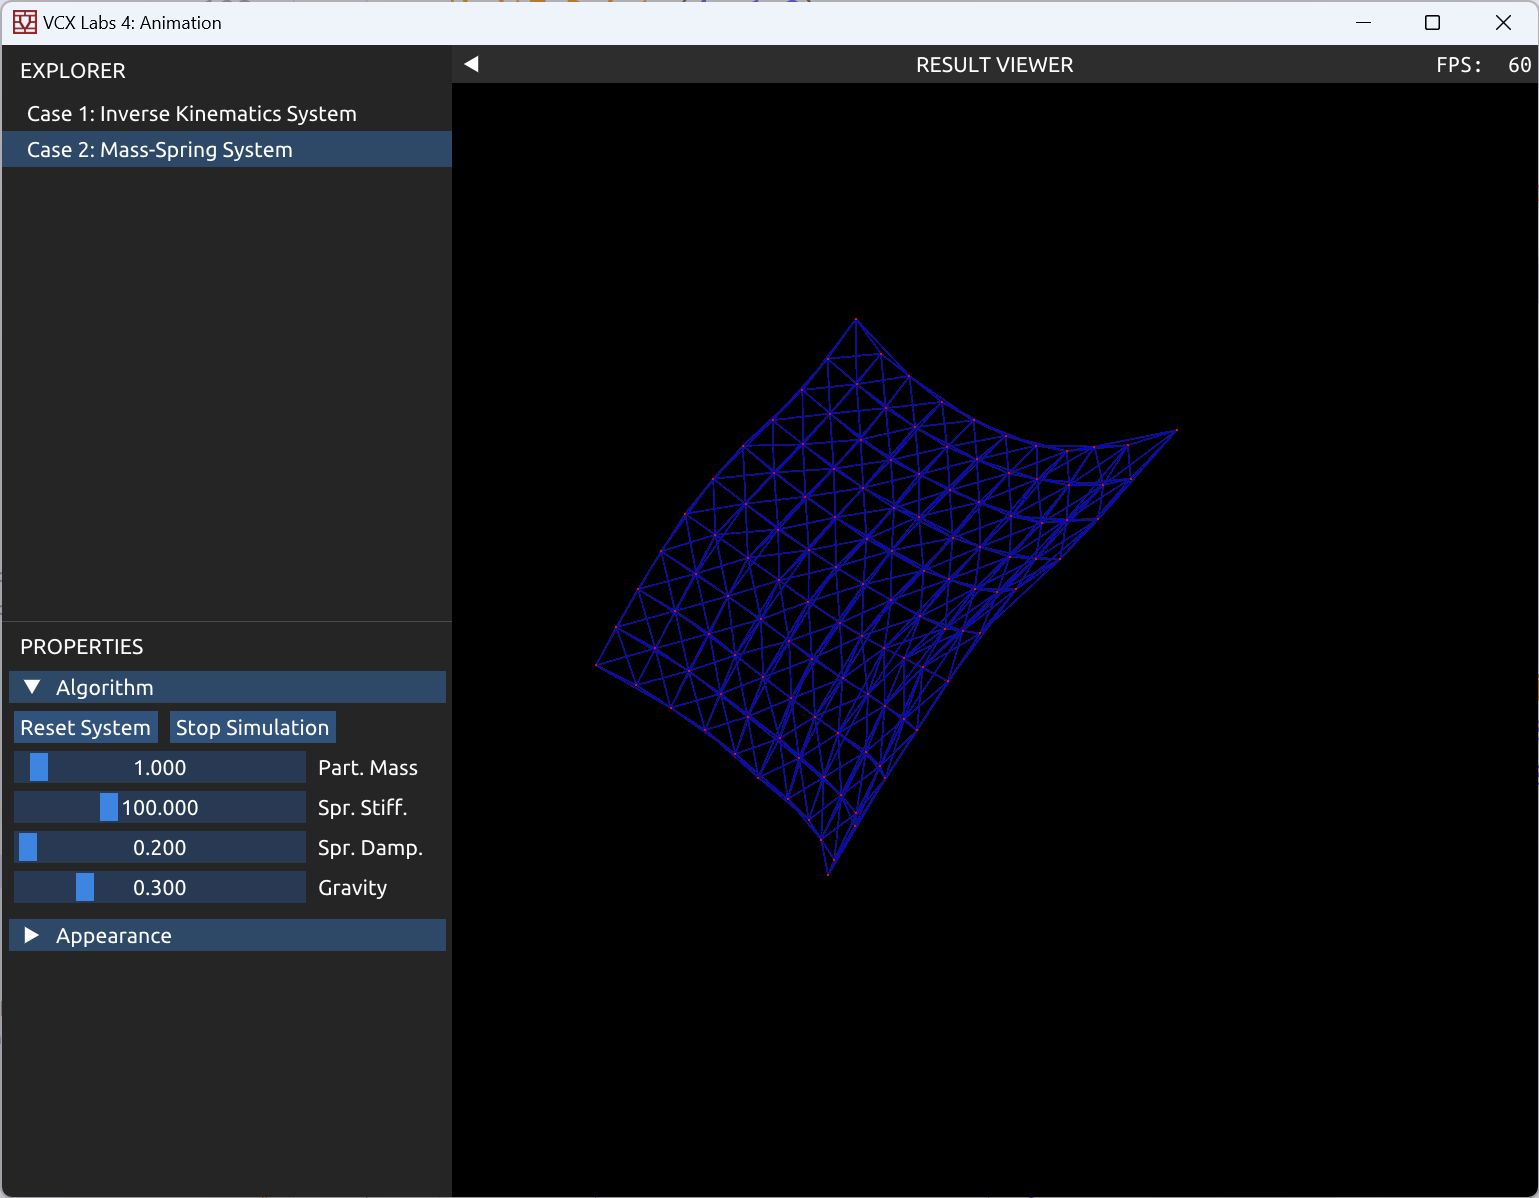 VCX Labs 4: Animation
EXPLORER
RESULT VIEWER
FPS: 60
Case 1: Inverse Kinematics System
Case 2: Mass-Spring System
PROPERTIES
Algorithm
Reset System
Stop Simulation
1.000 Part. Mass
100.000 Spr. Stiff.
0.200 Spr. Damp.
0.300 Gravity
Appearance